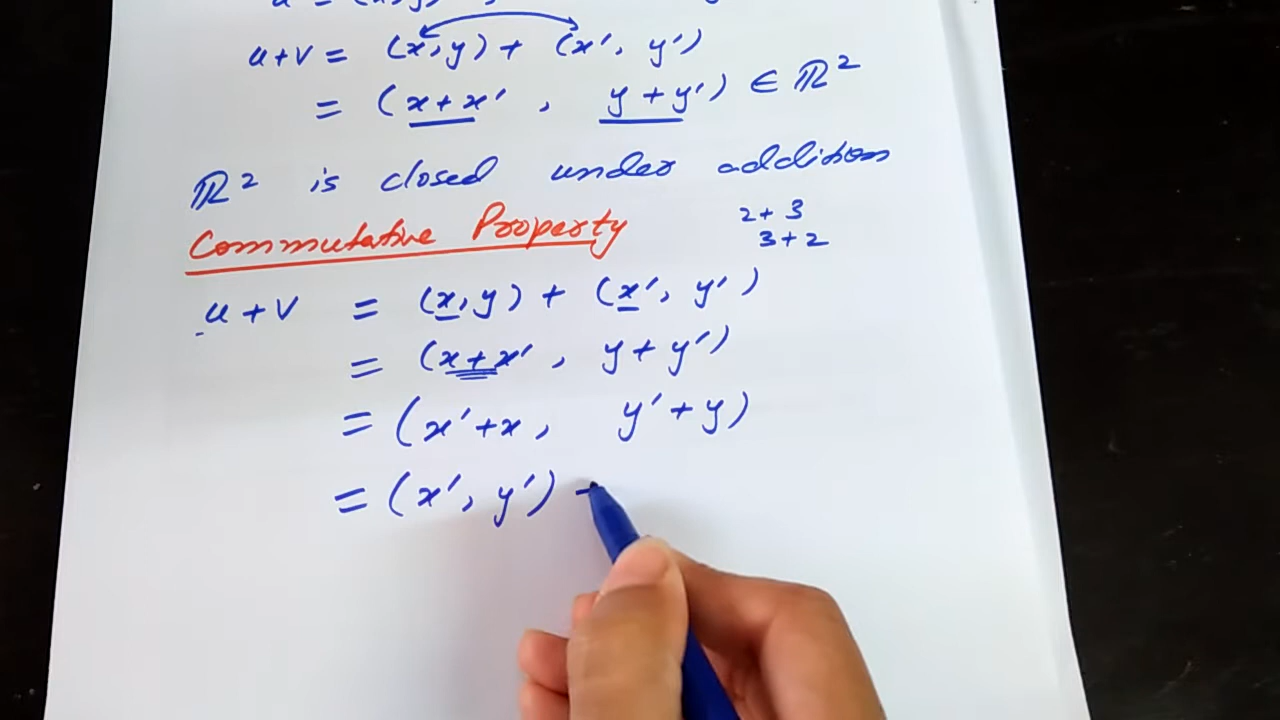 u+v = (x,y) + (x', y')
= (x+x' , y+y') ∈ ℝ²
ℝ² is closed under addition
Commutative Property
2+3
3+2
u+v = (x,y) + (x', y')
= (x+x' , y+y')
= (x'+x, y'+y)
= (x', y') -